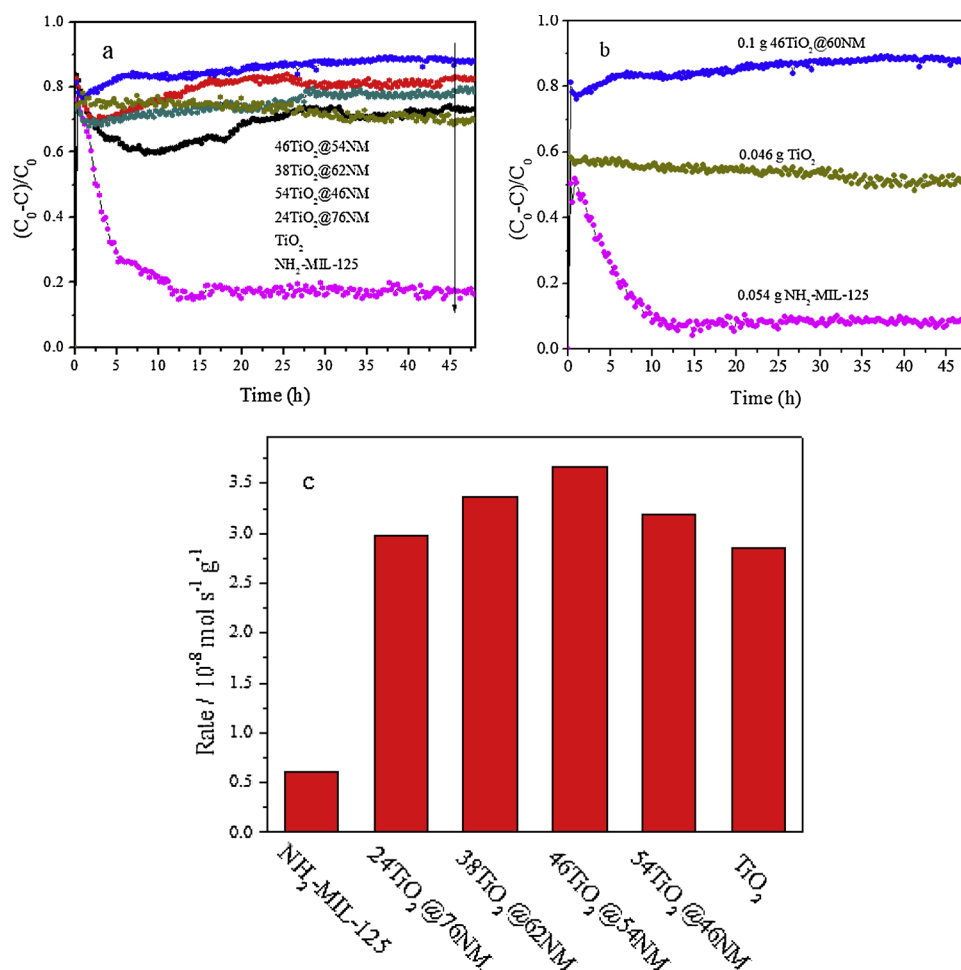 a
(C₀-C)/C₀
1.0
0.8
0.6
0.4
0.2
0.0
46TiO₂@54NM
38TiO₂@62NM
54TiO₂@46NM
24TiO₂@76NM
TiO₂
NH₂-MIL-125
0 5 10 15 20 25 30 35 40 45
Time (h)
b
(C₀-C)/C₀
1.0
0.8
0.6
0.4
0.2
0.0
0.1 g 46TiO₂@60NM
0.046 g TiO₂
0.054 g NH₂-MIL-125
0 5 10 15 20 25 30 35 40 45
Time (h)
c
Rate / 10⁻⁸ mol s⁻¹ g⁻¹
3.5
3.0
2.5
2.0
1.5
1.0
0.5
0.0
NH₂-MIL-125
24TiO₂@76NM
38TiO₂@62NM
46TiO₂@54NM
54TiO₂@46NM
TiO₂